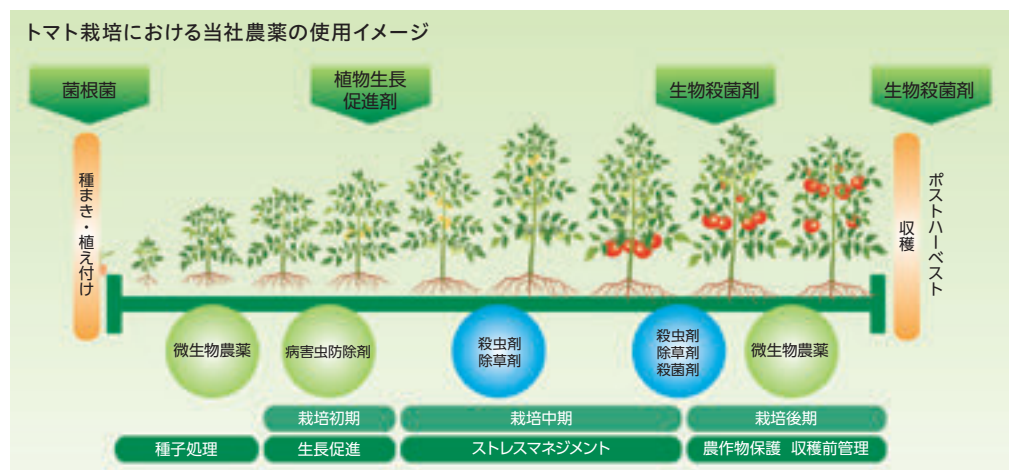 トマト栽培における当社農薬の使用イメージ
菌根菌
植物生長
促進剤
生物殺菌剤
生物殺菌剤
種まき・植え付け
収穫
ポストハーベスト
微生物農薬
病害虫防除剤
殺虫剤
除草剤
殺虫剤
除草剤
殺菌剤
微生物農薬
栽培初期
栽培中期
栽培後期
種子処理
生長促進
ストレスマネジメント
農作物保護 収穫前管理